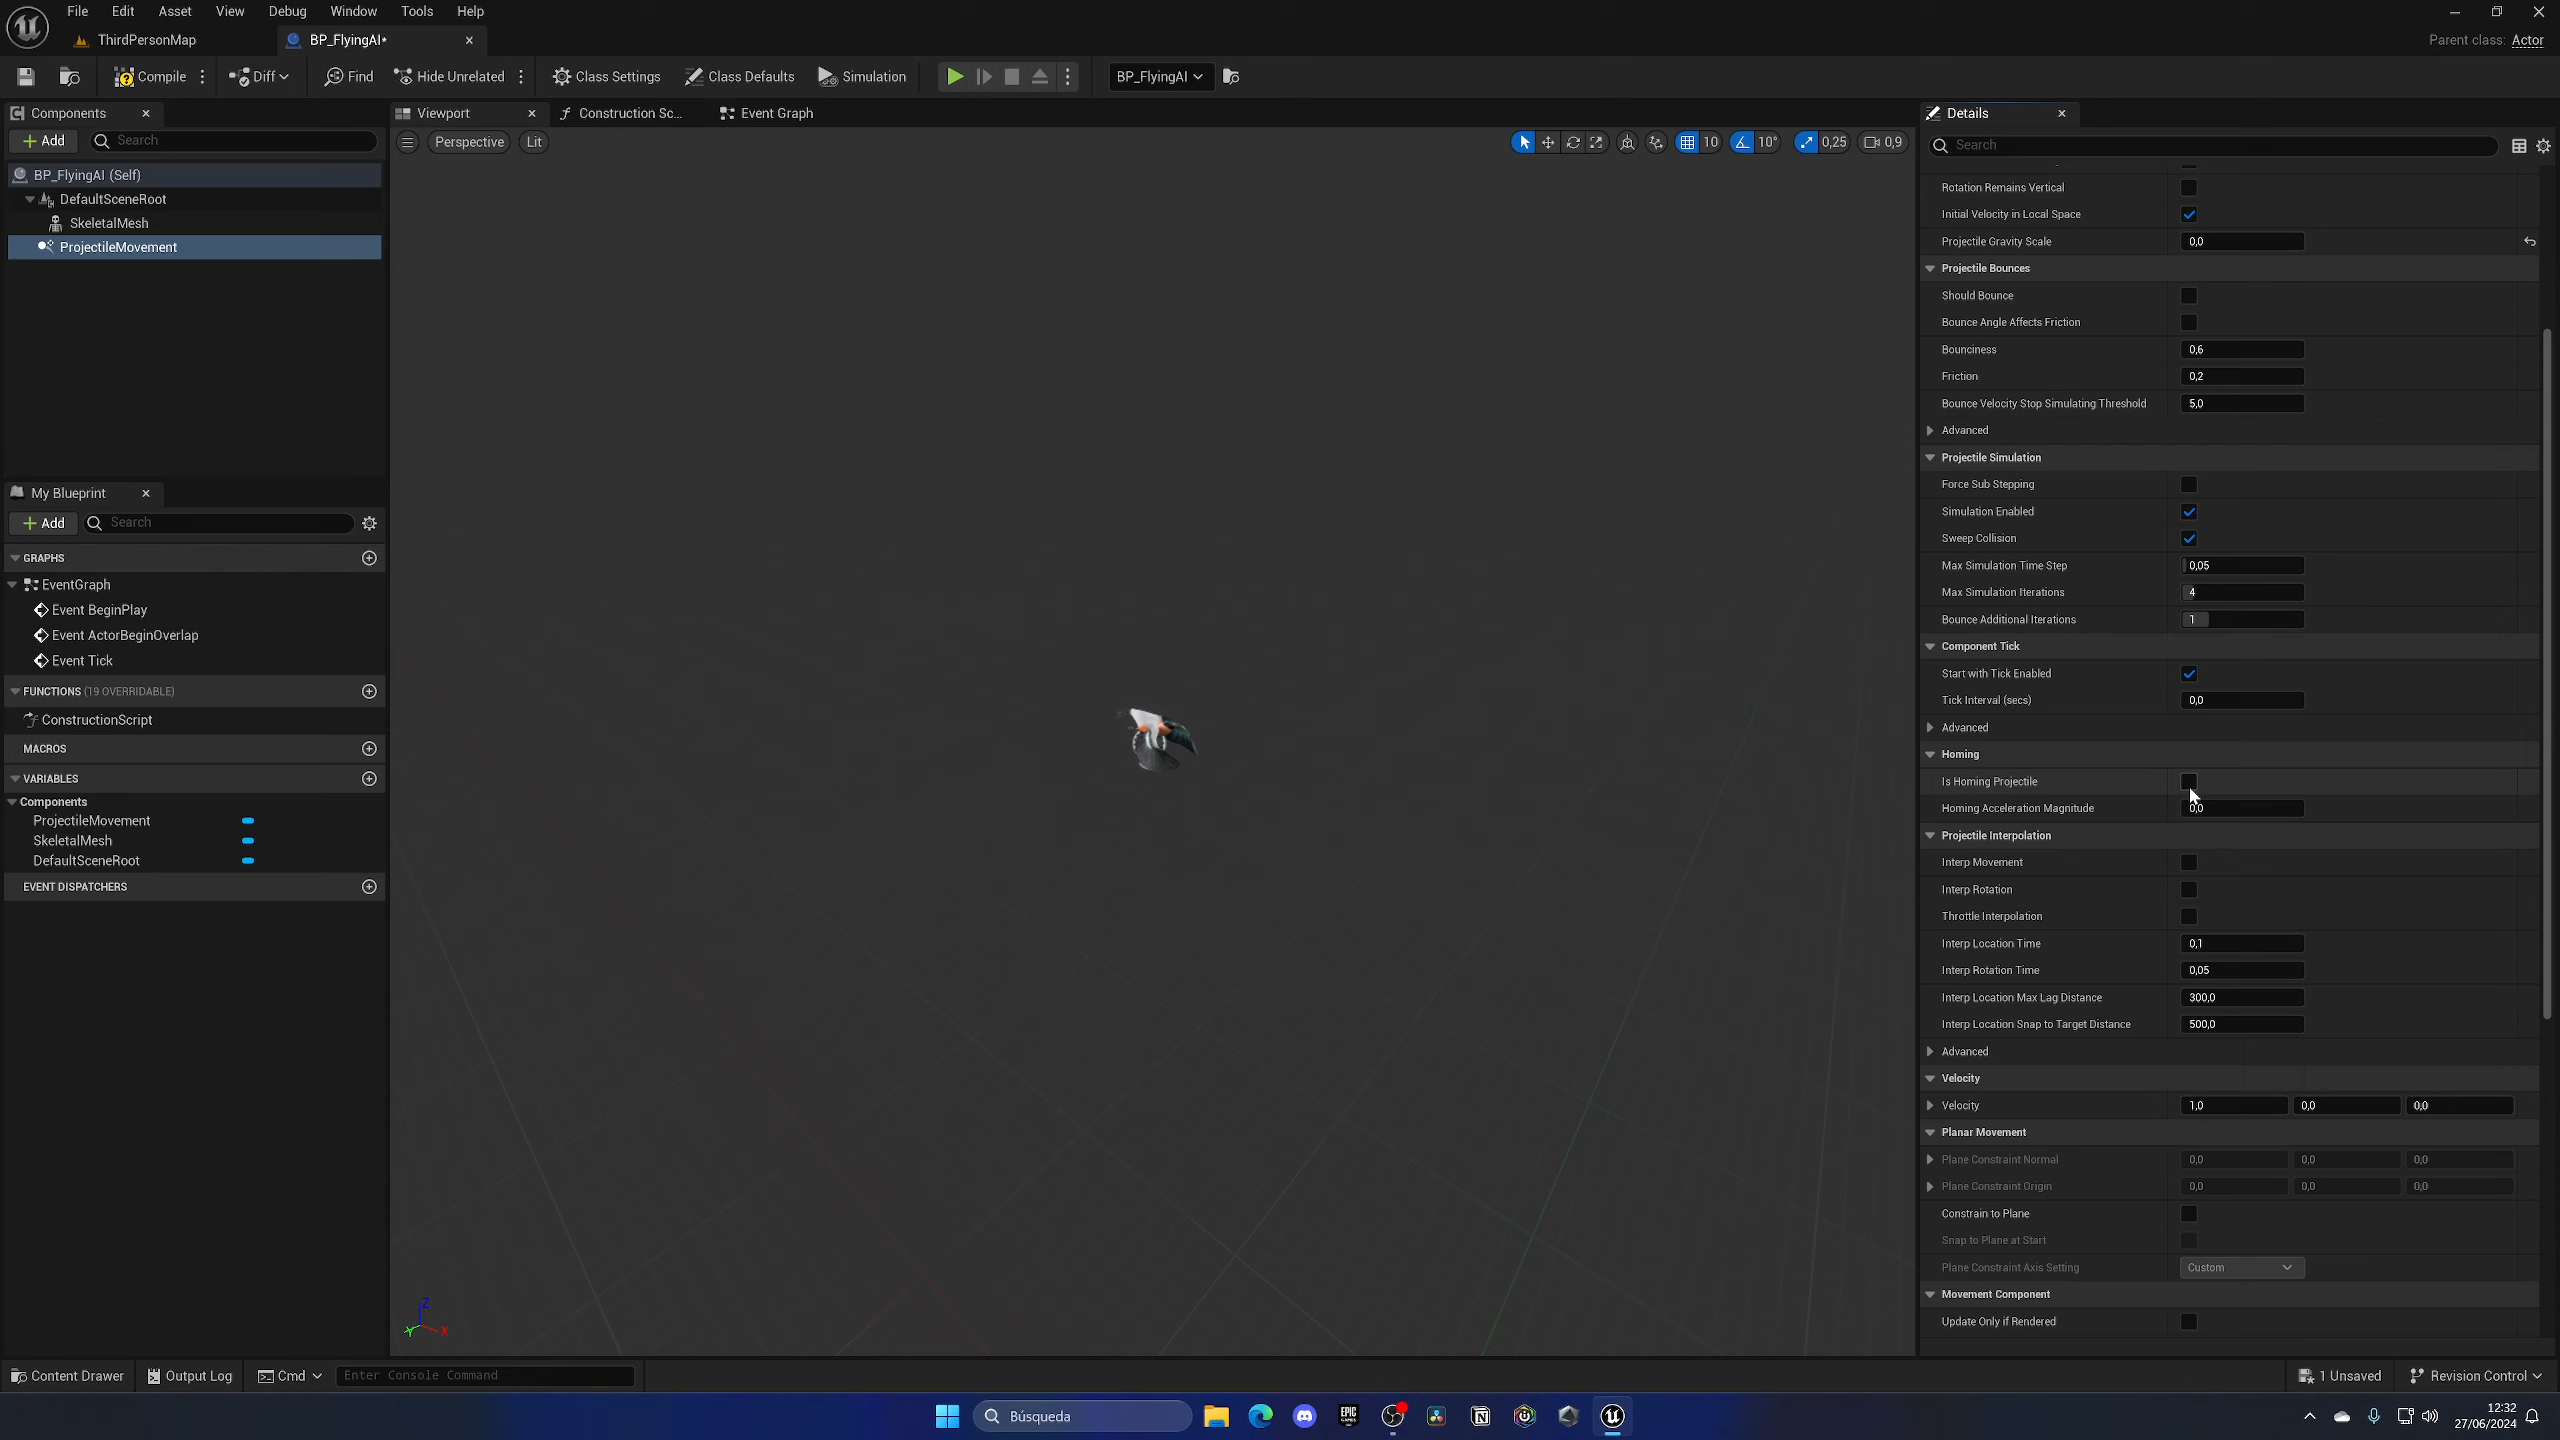 File Edit Asset View Debug Window Tools Help
ThirdPersonMap BP_FlyingAI* Parent class: Actor
Compile Diff Find Hide Unrelated Class Settings Class Defaults Simulation BP_FlyingAI
Components Viewport Construction Sc... Event Graph Details
Add Search Perspective Lit 10 10° 0,25 0,9 Search
BP_FlyingAI (Self)
DefaultSceneRoot
SkeletalMesh
ProjectileMovement
My Blueprint
Add Search
GRAPHS
EventGraph
Event BeginPlay
Event ActorBeginOverlap
Event Tick
FUNCTIONS (19 OVERRIDABLE)
ConstructionScript
MACROS
VARIABLES
Components
ProjectileMovement
SkeletalMesh
DefaultSceneRoot
EVENT DISPATCHERS
Z
Y X
Rotation Remains Vertical
Initial Velocity in Local Space
Projectile Gravity Scale 0,0
Projectile Bounces
Should Bounce
Bounce Angle Affects Friction
Bounciness 0,6
Friction 0,2
Bounce Velocity Stop Simulating Threshold 5,0
Advanced
Projectile Simulation
Force Sub Stepping
Simulation Enabled
Sweep Collision
Max Simulation Time Step 0,05
Max Simulation Iterations 4
Bounce Additional Iterations 1
Component Tick
Start with Tick Enabled
Tick Interval (secs) 0,0
Advanced
Homing
Is Homing Projectile
Homing Acceleration Magnitude 0,0
Projectile Interpolation
Interp Movement
Interp Rotation
Throttle Interpolation
Interp Location Time 0,1
Interp Rotation Time 0,05
Interp Location Max Lag Distance 300,0
Interp Location Snap to Target Distance 500,0
Advanced
Velocity
Velocity 1,0 0,0 0,0
Planar Movement
Plane Constraint Normal 0,0 0,0 0,0
Plane Constraint Origin 0,0 0,0 0,0
Constrain to Plane
Snap to Plane at Start
Plane Constraint Axis Setting Custom
Movement Component
Update Only if Rendered
Content Drawer Output Log Cmd Enter Console Command 1 Unsaved Revision Control
Búsqueda EPIC GAMES 12:32
27/06/2024